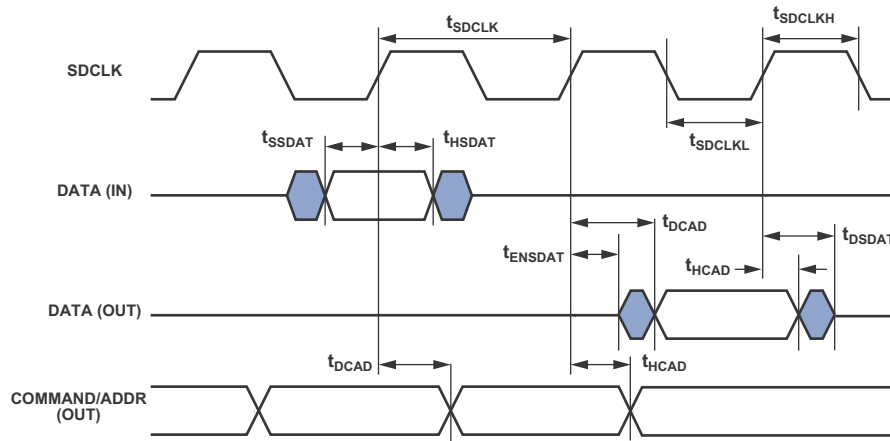 tSDCLK
tSDCLKH
SDCLK
tSSDAT
tHSDAT
tSDCLKL
DATA (IN)
tDCAD
tDSDAT
tENSDAT
tHCAD
DATA (OUT)
tDCAD
tHCAD
COMMAND/ADDR
(OUT)